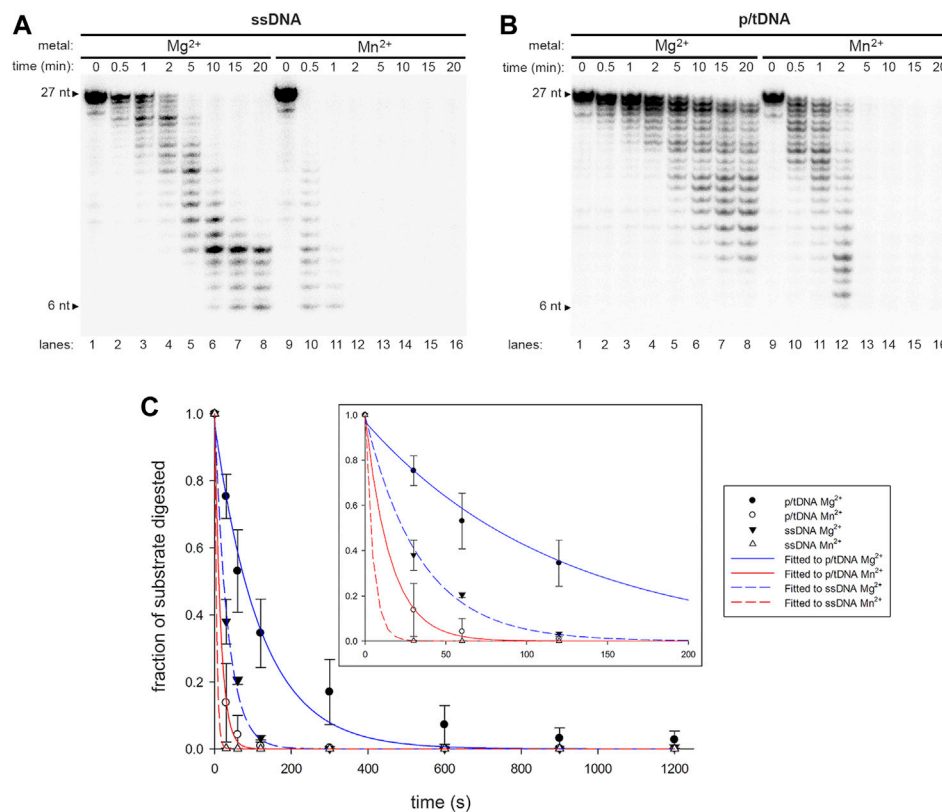 A
ssDNA
metal: Mg²⁺ Mn²⁺
time (min): 0 0.5 1 2 5 10 15 20 0 0.5 1 2 5 10 15 20
27 nt
6 nt
lanes: 1 2 3 4 5 6 7 8 9 10 11 12 13 14 15 16
B
p/tDNA
metal: Mg²⁺ Mn²⁺
time (min): 0 0.5 1 2 5 10 15 20 0 0.5 1 2 5 10 15 20
27 nt
6 nt
lanes: 1 2 3 4 5 6 7 8 9 10 11 12 13 14 15 16
C
fraction of substrate digested
1.0
0.8
0.6
0.4
0.2
0.0
0 200 400 600 800 1000 1200
time (s)
1.0
0.8
0.6
0.4
0.2
0.0
0 50 100 150 200
p/tDNA Mg²⁺
p/tDNA Mn²⁺
ssDNA Mg²⁺
ssDNA Mn²⁺
Fitted to p/tDNA Mg²⁺
Fitted to p/tDNA Mn²⁺
Fitted to ssDNA Mg²⁺
Fitted to ssDNA Mn²⁺